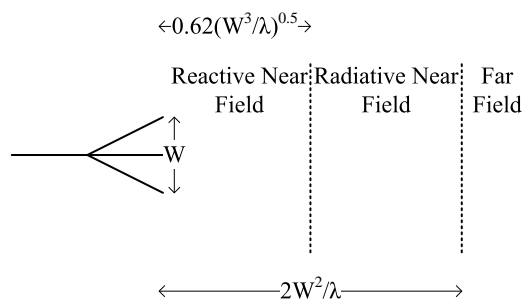 0.62(W³/λ)⁰·⁵
Reactive Near Field
Radiative Near Field
Far Field
W
2W²/λ